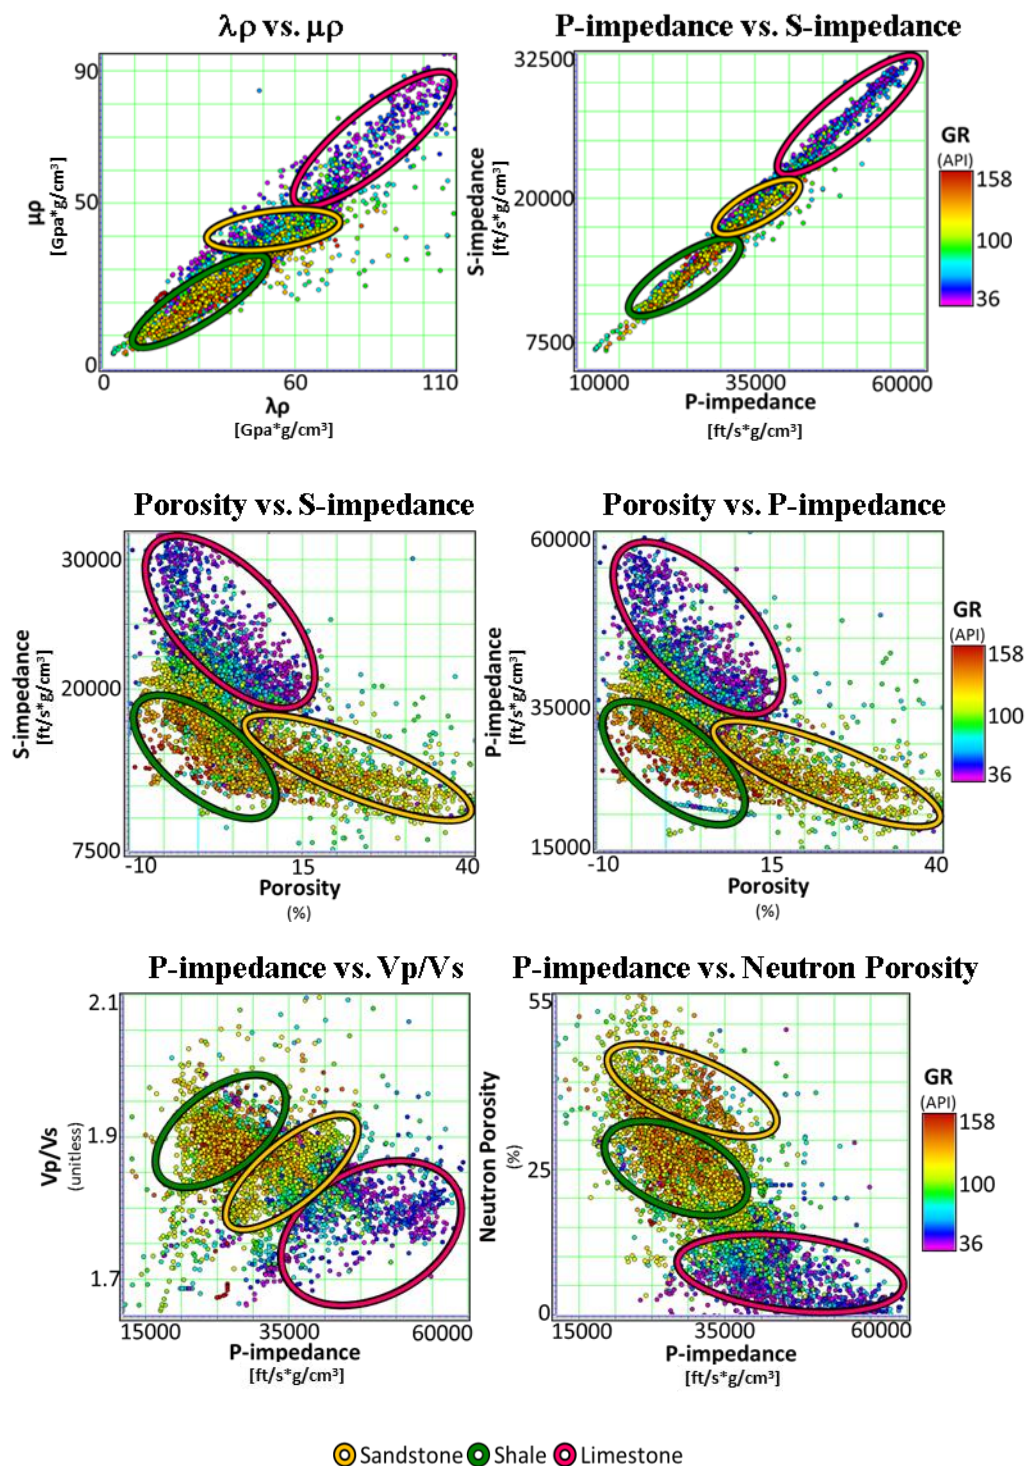 λρ vs. μρ
90
50
0
μρ
[Gpa*g/cm³]
0 60 110
λρ
[Gpa*g/cm³]
P-impedance vs. S-impedance
32500
20000
7500
S-impedance
[ft/s*g/cm³]
10000 35000 60000
P-impedance
[ft/s*g/cm³]
GR
(API)
158
100
36
Porosity vs. S-impedance
30000
20000
7500
S-impedance
[ft/s*g/cm³]
-10 15 40
Porosity
(%)
Porosity vs. P-impedance
60000
35000
15000
P-impedance
[ft/s*g/cm³]
-10 15 40
Porosity
(%)
GR
(API)
158
100
36
P-impedance vs. Vp/Vs
2.1
1.9
1.7
Vp/Vs
(unitless)
15000 35000 60000
P-impedance
[ft/s*g/cm³]
P-impedance vs. Neutron Porosity
55
25
0
Neutron Porosity
(%)
15000 35000 60000
P-impedance
[ft/s*g/cm³]
GR
(API)
158
100
36
Sandstone Shale Limestone